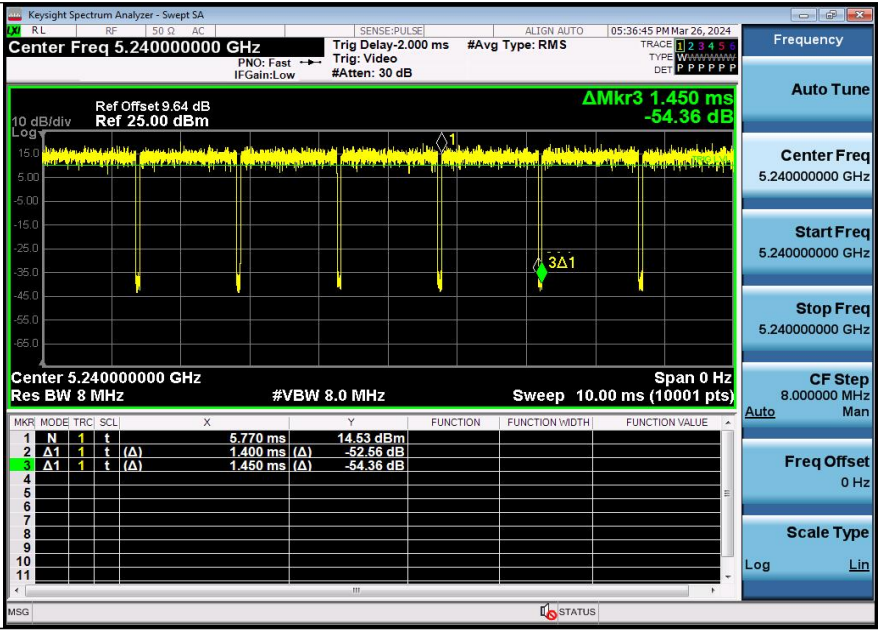 Keysight Spectrum Analyzer - Swept SA
LXI RL RF 50 Ω AC SENSE:PULSE ALIGN AUTO 05:36:45 PM Mar 26, 2024
Center Freq 5.240000000 GHz
PNO: Fast
IFGain:Low
Trig Delay-2.000 ms
Trig: Video
#Atten: 30 dB
#Avg Type: RMS
TRACE 1 2 3 4 5 6
TYPE WWWWWW
DET P P P P P P
Frequency
Auto Tune
Center Freq
5.240000000 GHz
Start Freq
5.240000000 GHz
Stop Freq
5.240000000 GHz
CF Step
8.000000 MHz
Auto Man
Freq Offset
0 Hz
Scale Type
Log Lin
ΔMkr3 1.450 ms
-54.36 dB
Ref Offset 9.64 dB
10 dB/div Ref 25.00 dBm
Log
15.0
5.00
-5.00
-15.0
-25.0
-35.0
-45.0
-55.0
-65.0
1
3Δ1
Center 5.240000000 GHz Span 0 Hz
Res BW 8 MHz #VBW 8.0 MHz Sweep 10.00 ms (10001 pts)
MKR MODE TRC SCL X Y FUNCTION FUNCTION WIDTH FUNCTION VALUE
1 N 1 t 5.770 ms 14.53 dBm
2 Δ1 1 t (Δ) 1.400 ms (Δ) -52.56 dB
3 Δ1 1 t (Δ) 1.450 ms (Δ) -54.36 dB
4
5
6
7
8
9
10
11
MSG STATUS